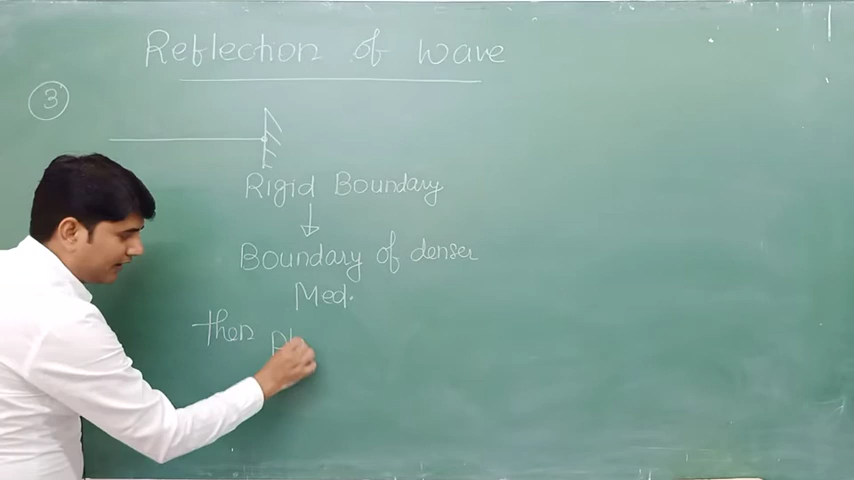 Reflection of wave
3
Rigid Boundary
Boundary of denser
Med.
then